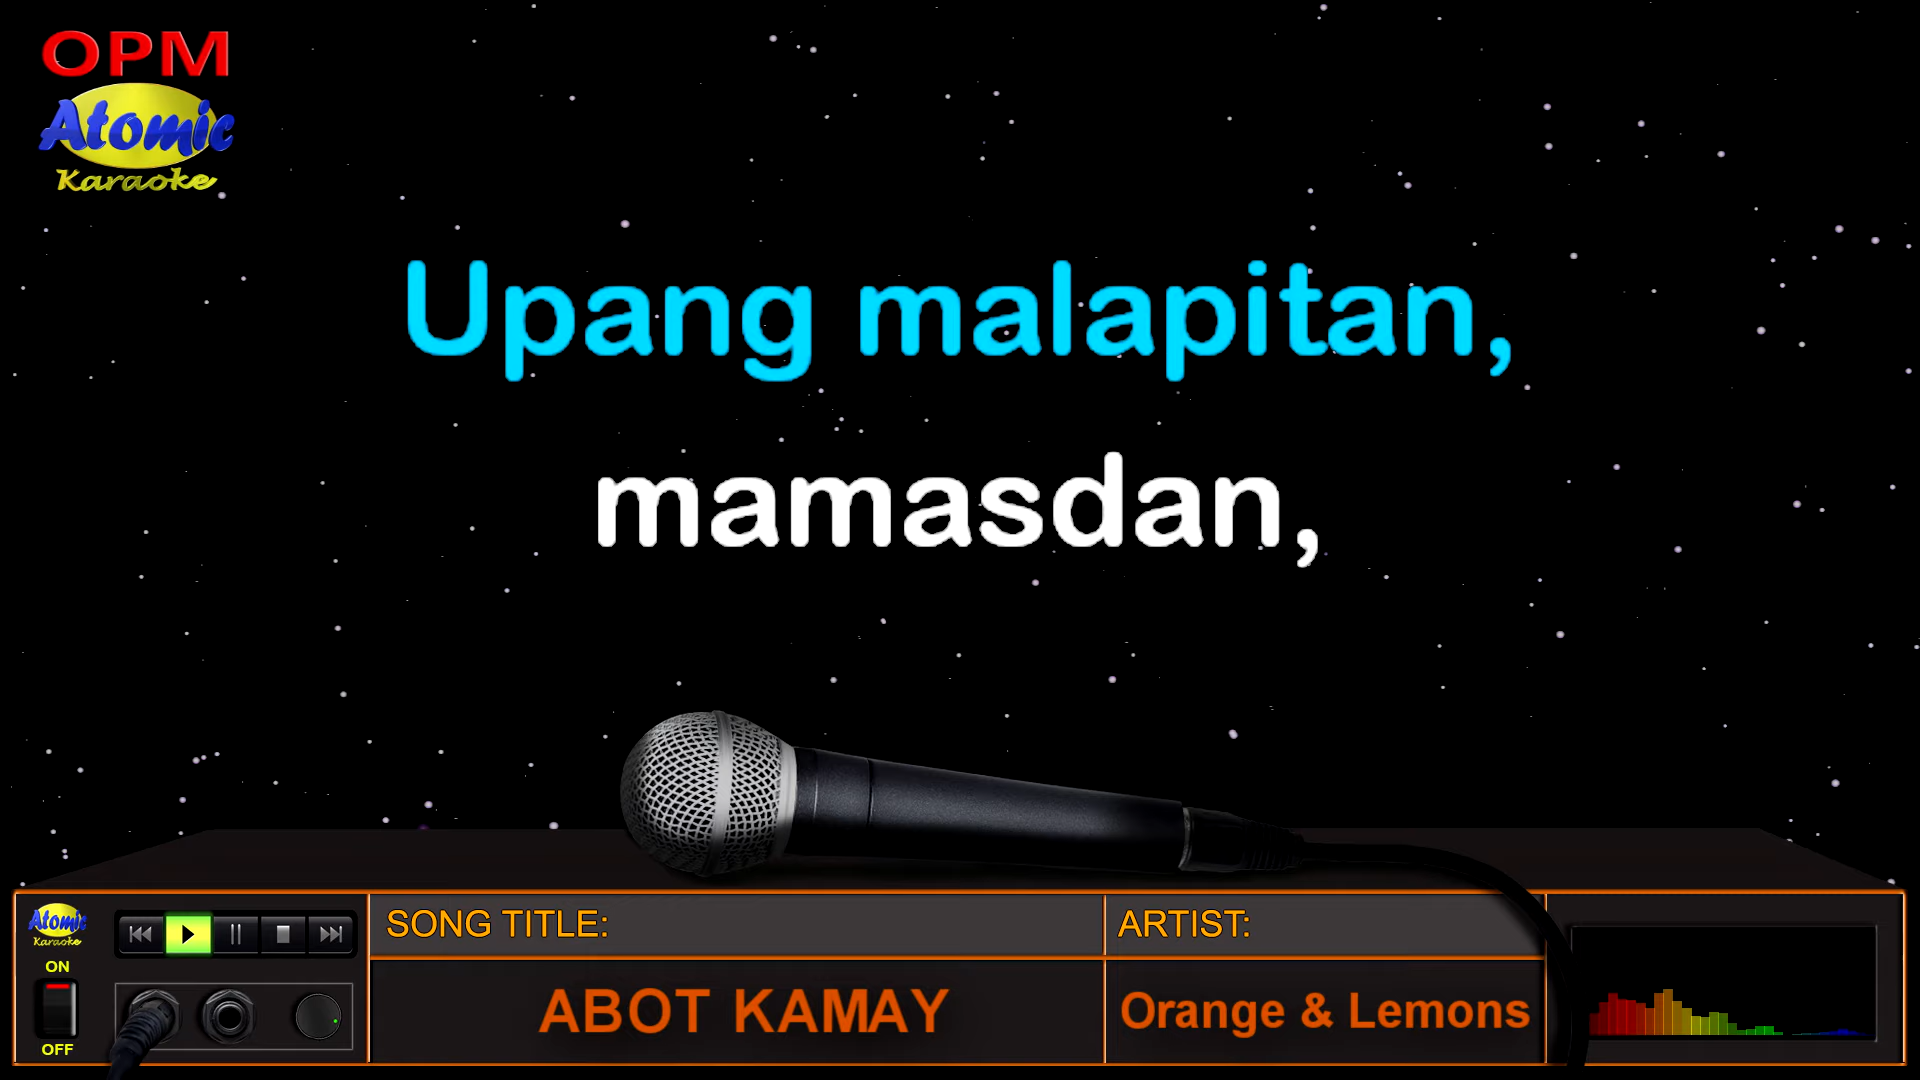 OPM
Atomic
Karaoke
Upang malapitan,
mamasdan,
Atomic
Karaoke
ON
OFF
SONG TITLE:
ARTIST:
ABOT KAMAY
Orange & Lemons